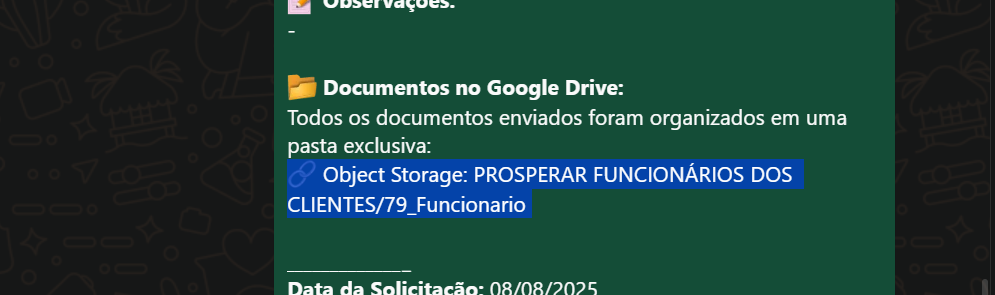 📝 Observações:
-
📂 Documentos no Google Drive:
Todos os documentos enviados foram organizados em uma
pasta exclusiva:
🔗 Object Storage: PROSPERAR FUNCIONÁRIOS DOS
CLIENTES/79_Funcionario
_________________
Data da Solicitação: 08/08/2025